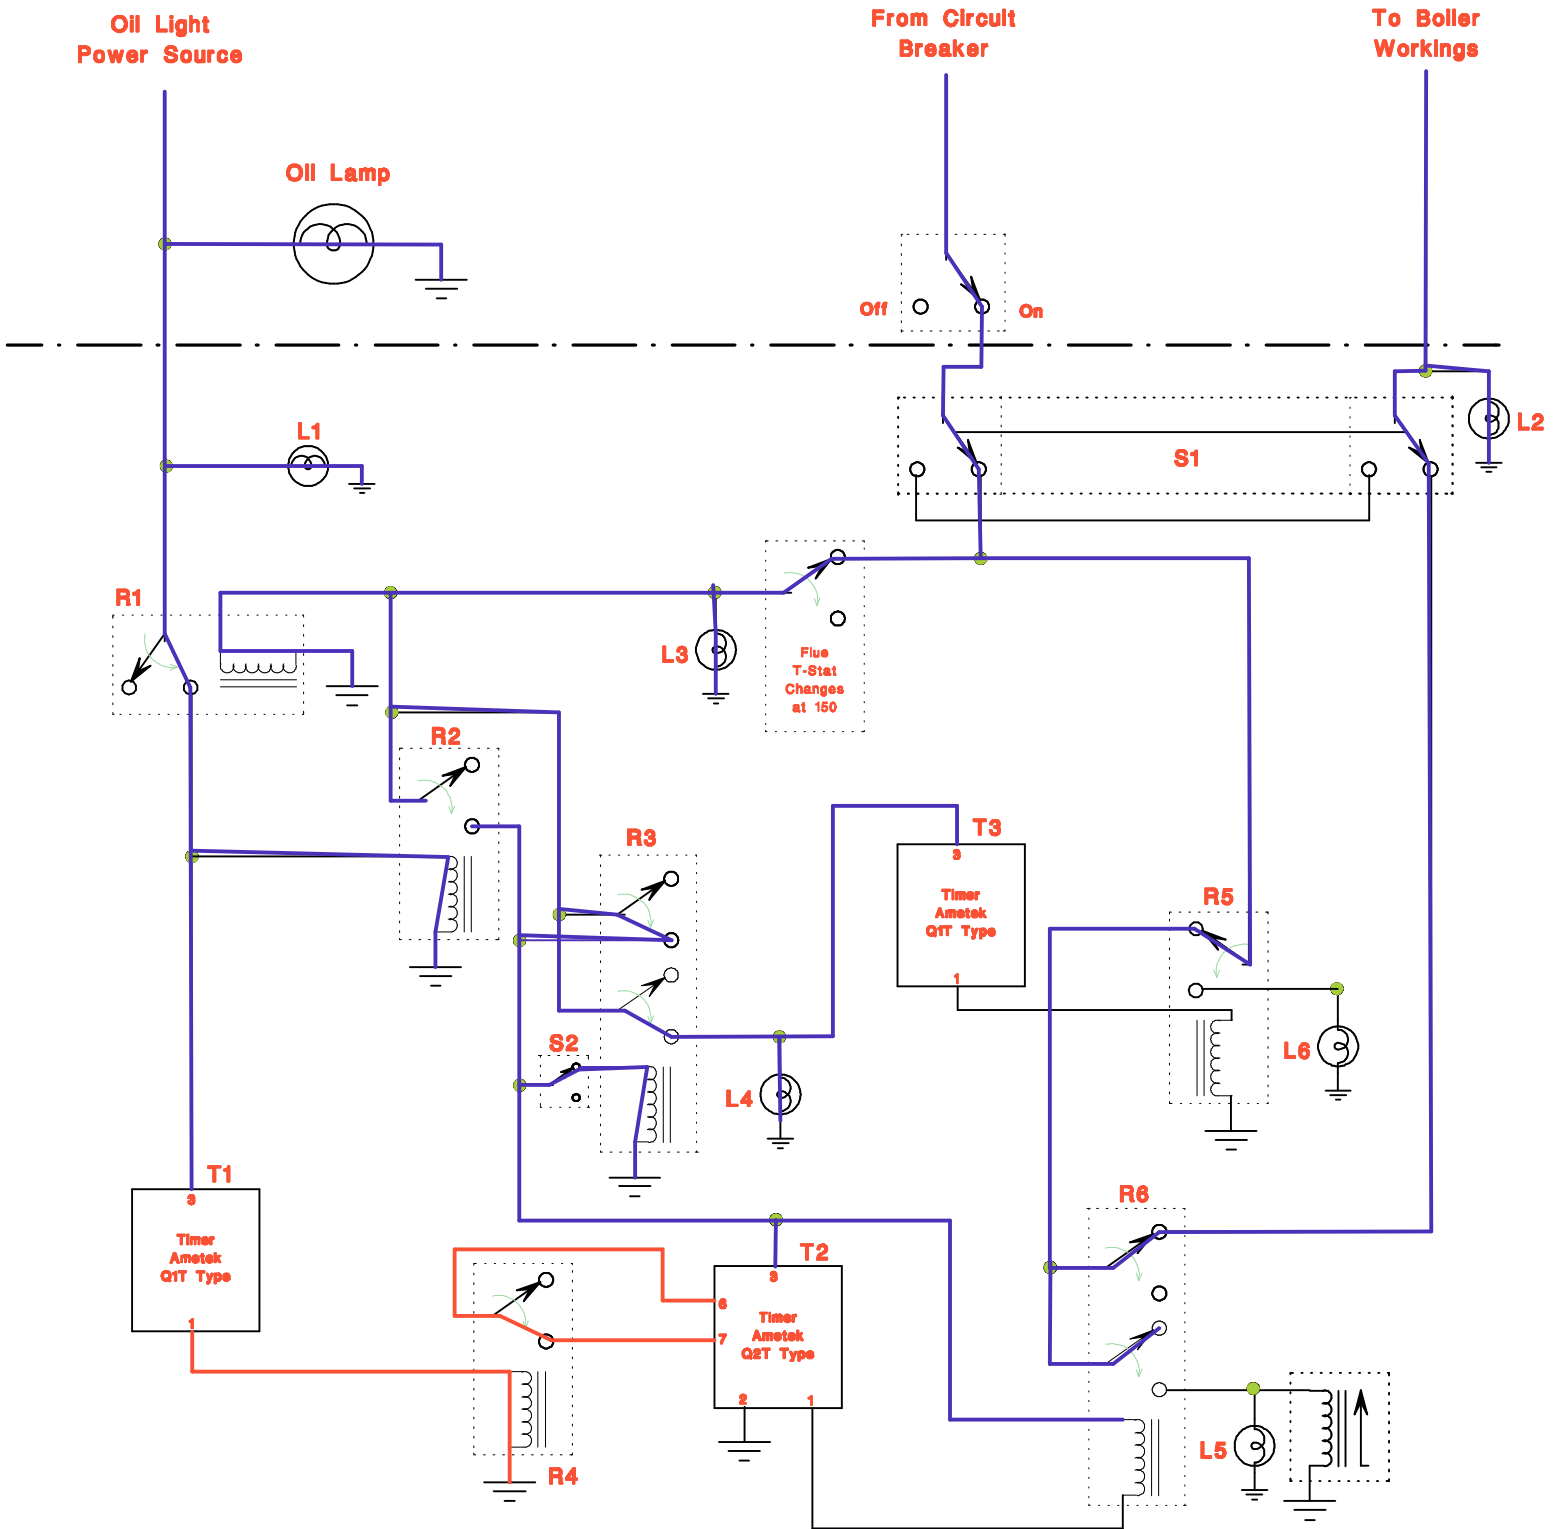 Oil Light
Power Source
From Circuit
Breaker
To Boiler
Workings
Oil Lamp
Off
On
L1
L2
S1
R1
L3
Flue
T-Stat
Changes
at 150
R2
R3
T3
3
Timer
Ametek
Q1T Type
1
R5
S2
L4
L6
T1
3
Timer
Ametek
Q1T Type
1
R6
T2
3
6
7
Timer
Ametek
Q2T Type
2
1
R4
L5